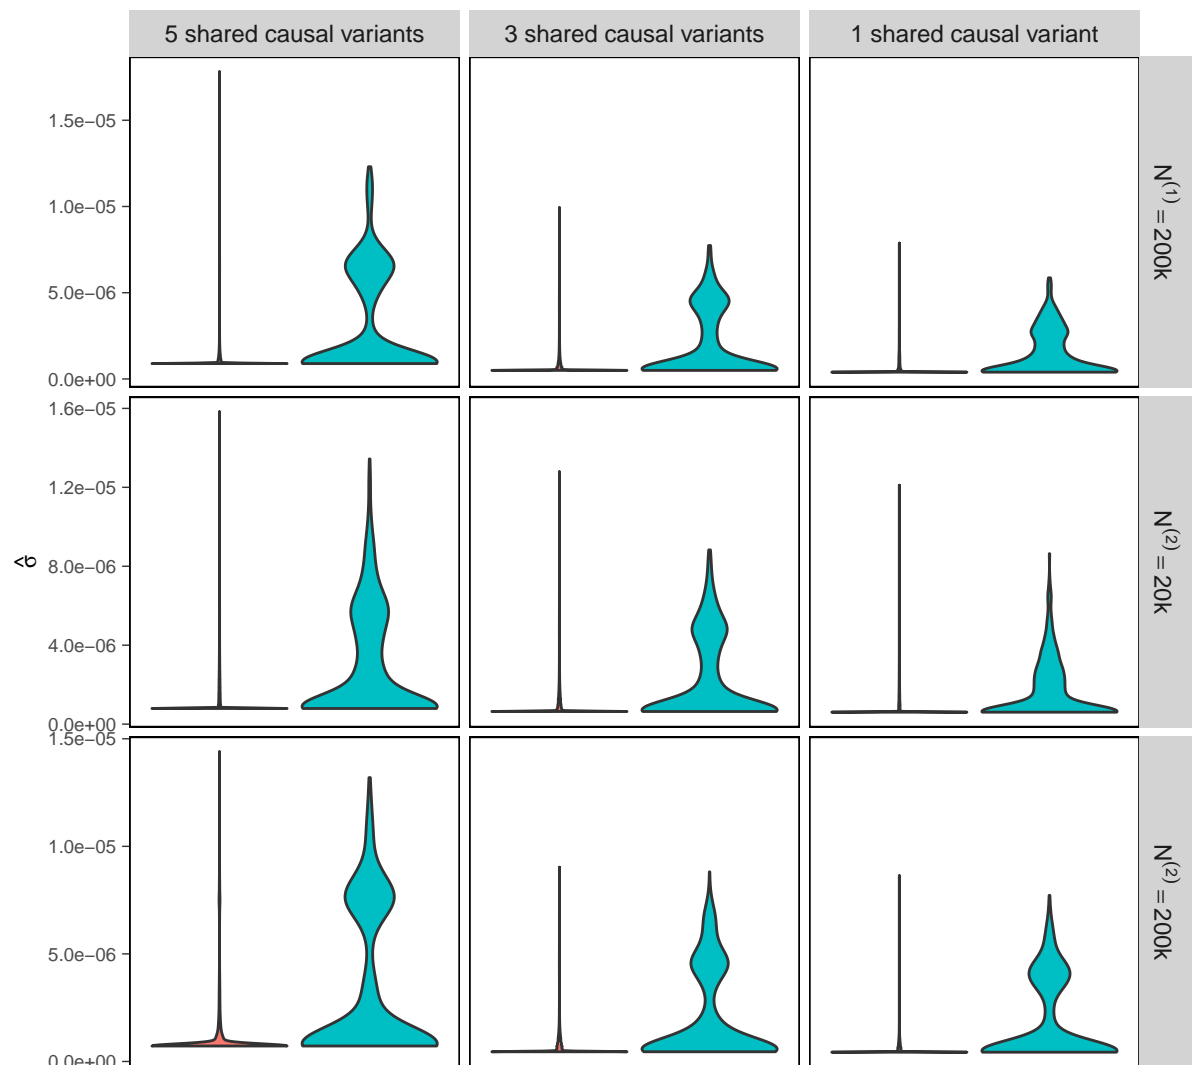 5 shared causal variants
3 shared causal variants
1 shared causal variant
1.5e−05
1.0e−05
5.0e−06
0.0e+00
N(1) = 200k
1.6e−05
1.2e−05
8.0e−06
4.0e−06
0.0e+00
N(2) = 20k
σ̂
1.5e−05
1.0e−05
5.0e−06
0.0e+00
N(2) = 200k